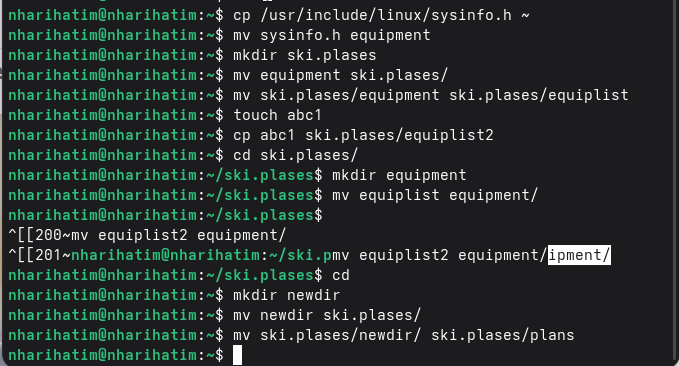 nharihatim@nharihatim:~$ cp /usr/include/linux/sysinfo.h ~
nharihatim@nharihatim:~$ mv sysinfo.h equipment
nharihatim@nharihatim:~$ mkdir ski.plases
nharihatim@nharihatim:~$ mv equipment ski.plases/
nharihatim@nharihatim:~$ mv ski.plases/equipment ski.plases/equiplist
nharihatim@nharihatim:~$ touch abc1
nharihatim@nharihatim:~$ cp abc1 ski.plases/equiplist2
nharihatim@nharihatim:~$ cd ski.plases/
nharihatim@nharihatim:~/ski.plases$ mkdir equipment
nharihatim@nharihatim:~/ski.plases$ mv equiplist equipment/
nharihatim@nharihatim:~/ski.plases$
^[[200~mv equiplist2 equipment/
^[[201~nharihatim@nharihatim:~/ski.pmv equiplist2 equipment/ipment/
nharihatim@nharihatim:~/ski.plases$ cd
nharihatim@nharihatim:~$ mkdir newdir
nharihatim@nharihatim:~$ mv newdir ski.plases/
nharihatim@nharihatim:~$ mv ski.plases/newdir/ ski.plases/plans
nharihatim@nharihatim:~$